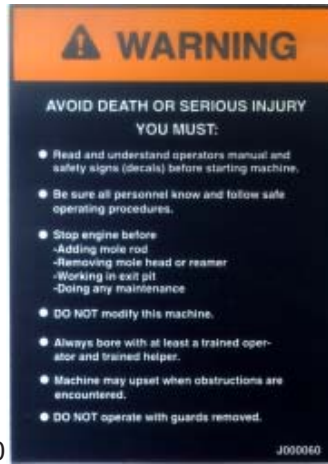 WARNING
AVOID DEATH OR SERIOUS INJURY
YOU MUST:
● Read and understand operators manual and
safety signs (decals) before starting machine.
● Be sure all personnel know and follow safe
operating procedures.
● Stop engine before
-Adding mole rod
-Removing mole head or reamer
-Working in exit pit
-Doing any maintenance
● DO NOT modify this machine.
● Always bore with at least a trained oper-
ator and trained helper.
● Machine may upset when obstructions are
encountered.
● DO NOT operate with guards removed.
J000060